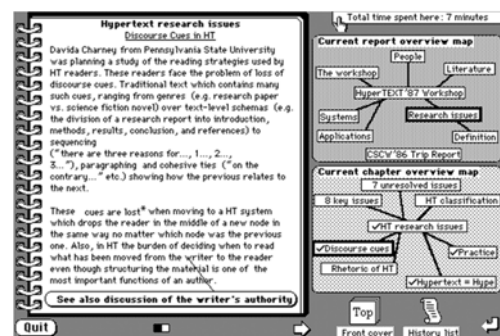 Hypertext research issues
Discourse Cues in HT
Davida Charney from Pennsylvania State University
was planning a study of the reading strategies used by
HT readers. These readers face the problem of loss of
discourse cues. Traditional text which contains many
such cues, ranging from genres (e.g. research paper
vs. science fiction novel) over text-level schemas (e.g.
the division of a research report into introduction,
methods, results, conclusion, and references) to
sequencing
("there are three reasons for..., 1..., 2...,
3..."), paragraphing and cohesive ties ("on the
contrary..." etc.) showing how the previous relates to
the next.
These cues are lost* when moving to a HT system
which drops the reader in the middle of a new node in
the same way no matter which node was the previous
one. Also, in HT the burden of deciding when to read
what has been moved from the writer to the reader
even though structuring the material is one of the
most important functions of an author.
See also discussion of the writer's authority
Quit
Total time spent here: 7 minutes
Current report overview map
People
The workshop
Literature
HyperTEXT '87 Workshop
Systems
Research issues
Applications
Definition
CSCW '86 Trip Report
Current chapter overview map
7 unresolved issues
8 key issues
HT classification
✓HT research issues
✓Discourse cues
✓Practice
Rhetoric of HT
✓Hypertext = Hype
Top
Front cover
History list